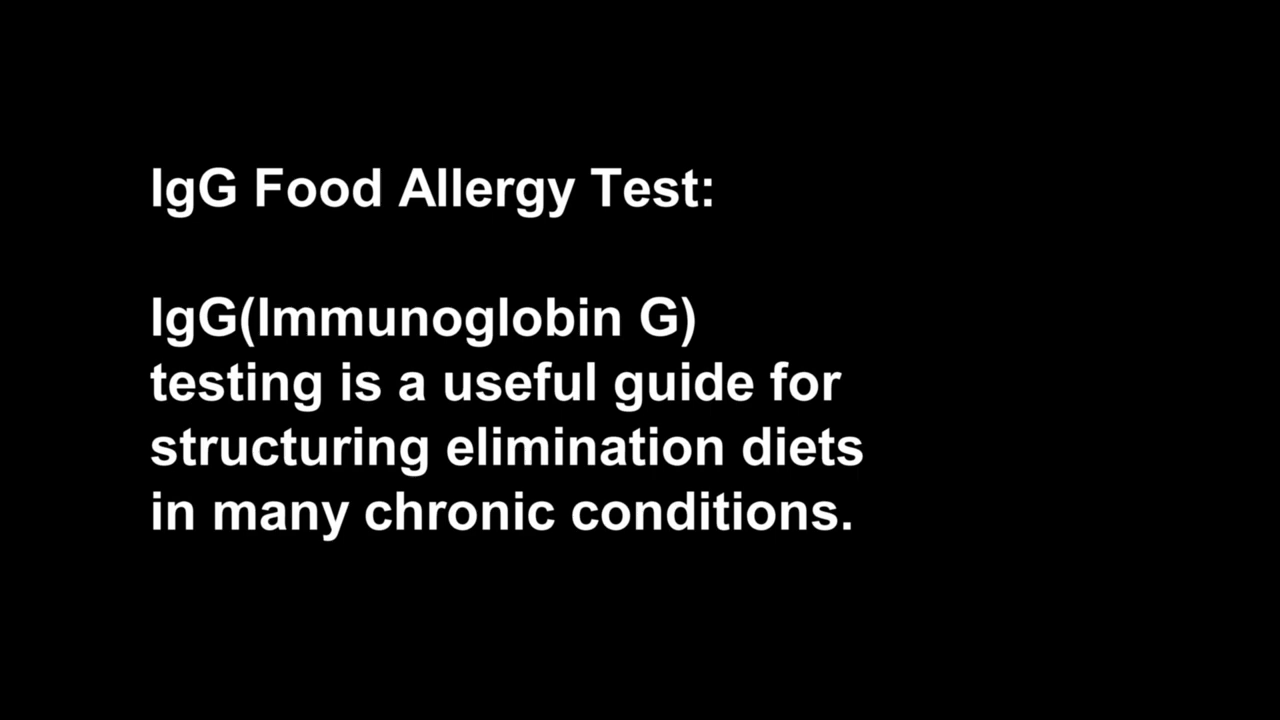 IgG Food Allergy Test:
IgG(Immunoglobin G)
testing is a useful guide for
structuring elimination diets
in many chronic conditions.